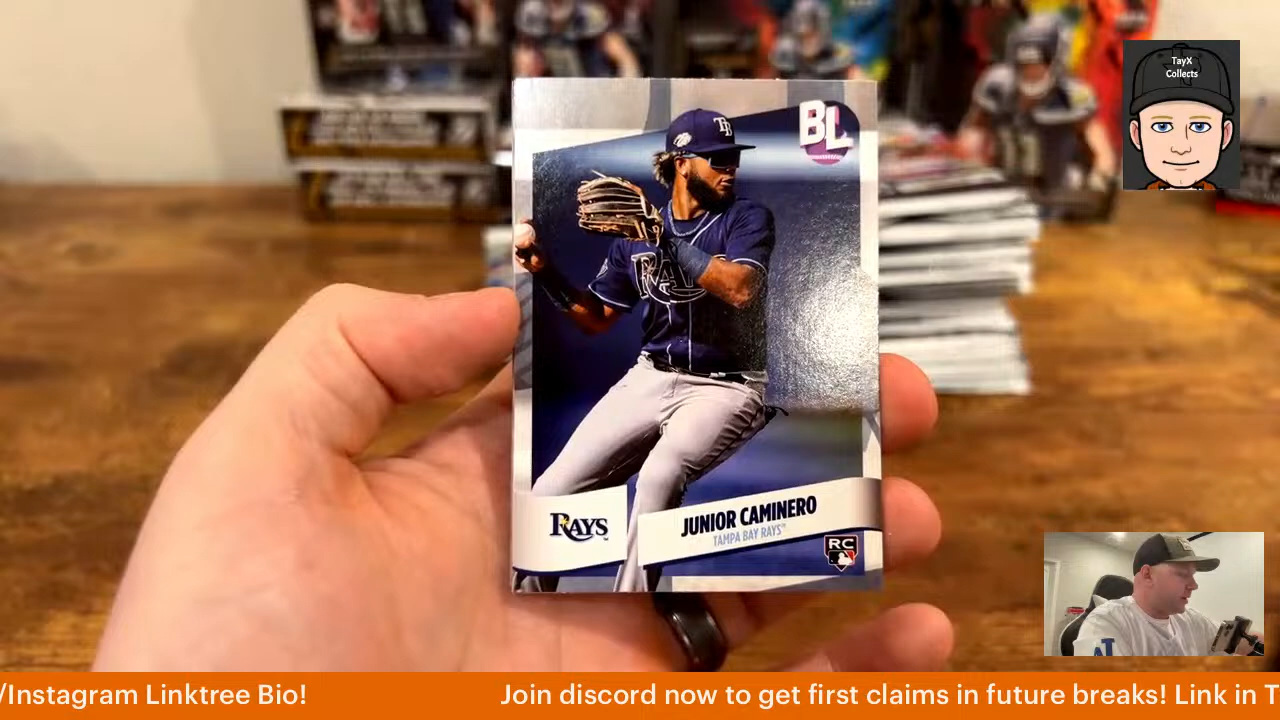 TayX
Collects
BL
TB
RAYS
JUNIOR CAMINERO
TAMPA BAY RAYS™
RC
/Instagram Linktree Bio!
Join discord now to get first claims in future breaks! Link in T